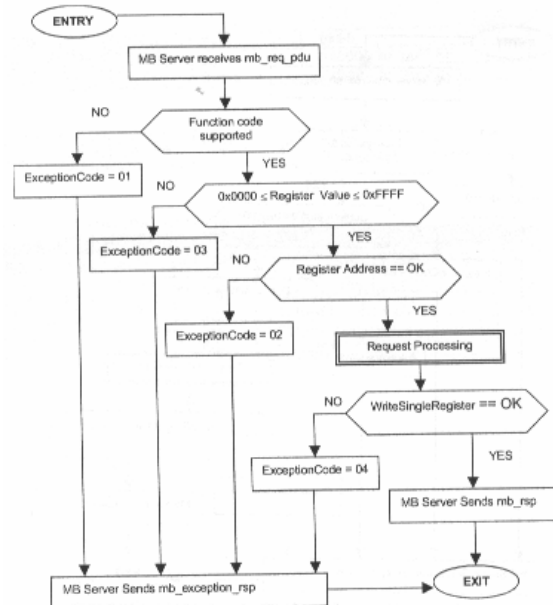 ENTRY
MB Server receives mb_req_pdu
NO
Function code
supported
YES
ExceptionCode = 01
NO
0x0000 ≤ Register Value ≤ 0xFFFF
YES
ExceptionCode = 03
NO
Register Address == OK
YES
ExceptionCode = 02
Request Processing
NO
WriteSingleRegister == OK
YES
ExceptionCode = 04
MB Server Sends mb_rsp
MB Server Sends mb_exception_rsp
EXIT